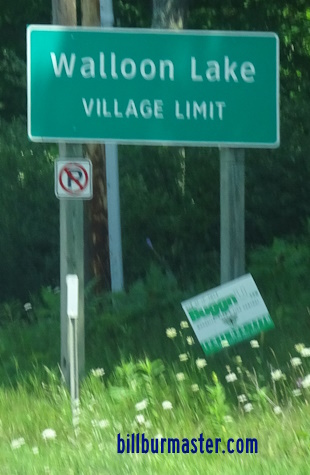 Walloon Lake
VILLAGE LIMIT
P
billburmaster.com